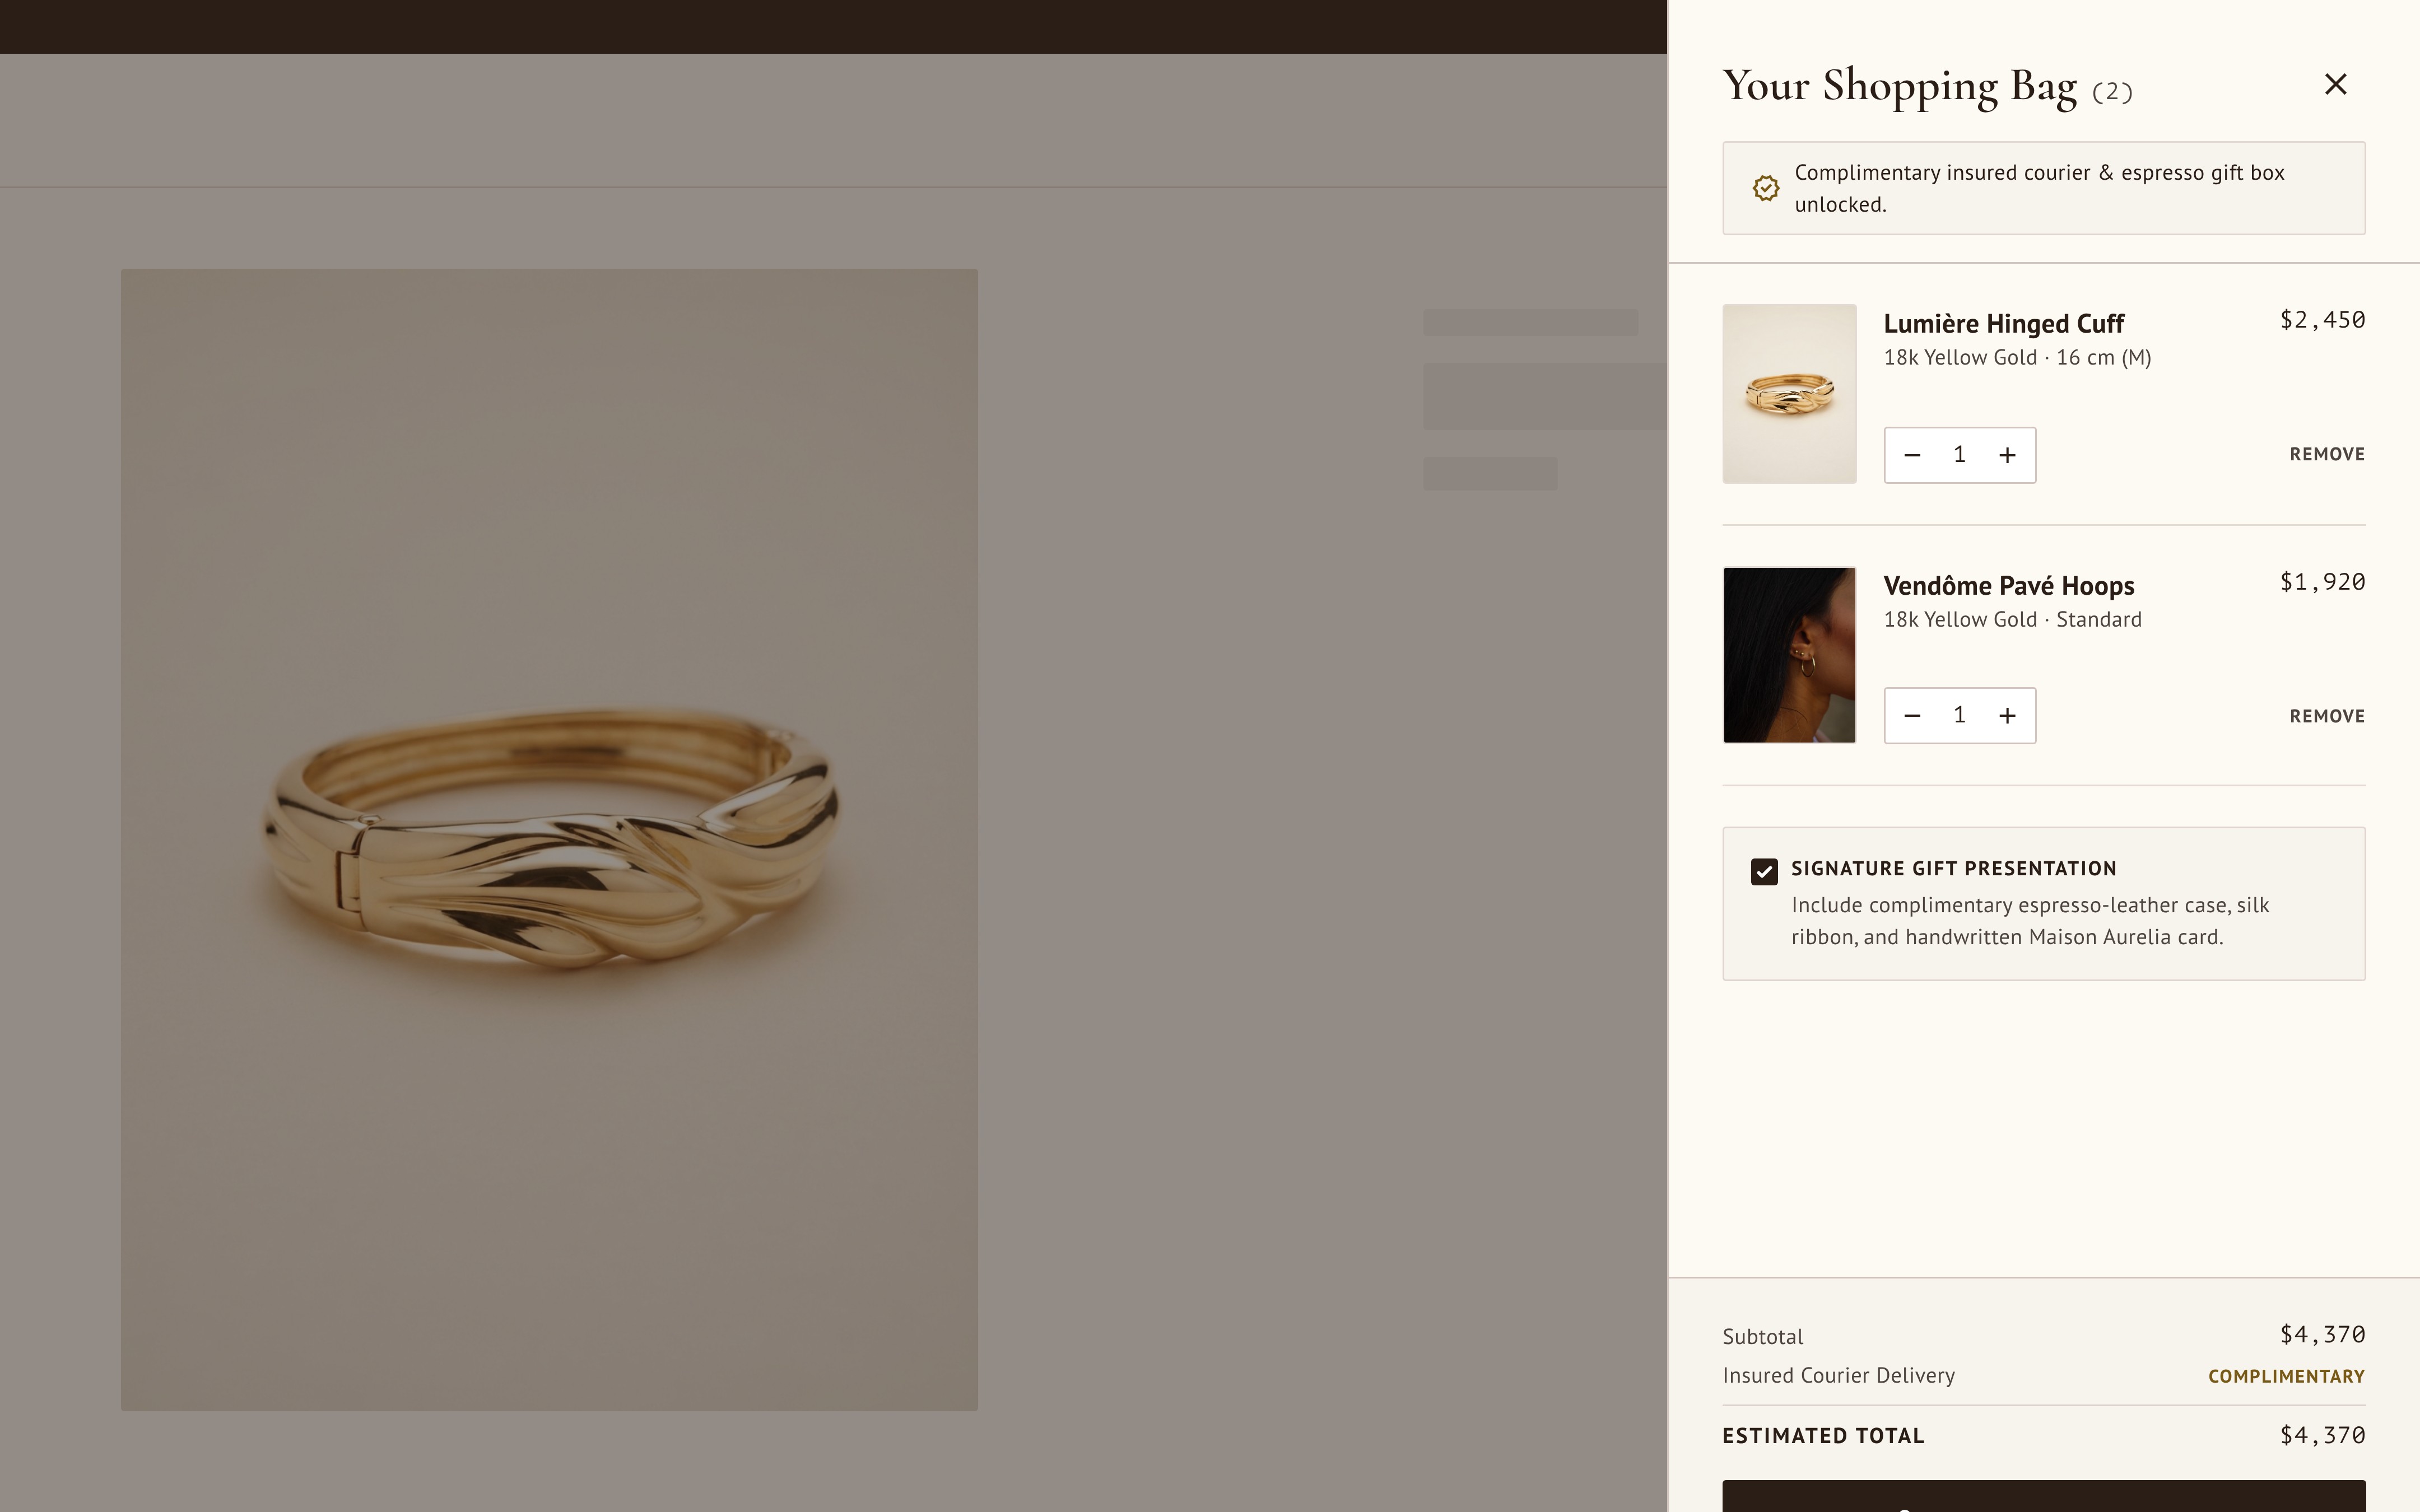 Your Shopping Bag (2)
Complimentary insured courier & espresso gift box
unlocked.
Lumière Hinged Cuff
$2,450
18k Yellow Gold · 16 cm (M)
1
REMOVE
Vendôme Pavé Hoops
$1,920
18k Yellow Gold · Standard
1
REMOVE
SIGNATURE GIFT PRESENTATION
Include complimentary espresso-leather case, silk
ribbon, and handwritten Maison Aurelia card.
Subtotal
$4,370
Insured Courier Delivery
COMPLIMENTARY
ESTIMATED TOTAL
$4,370